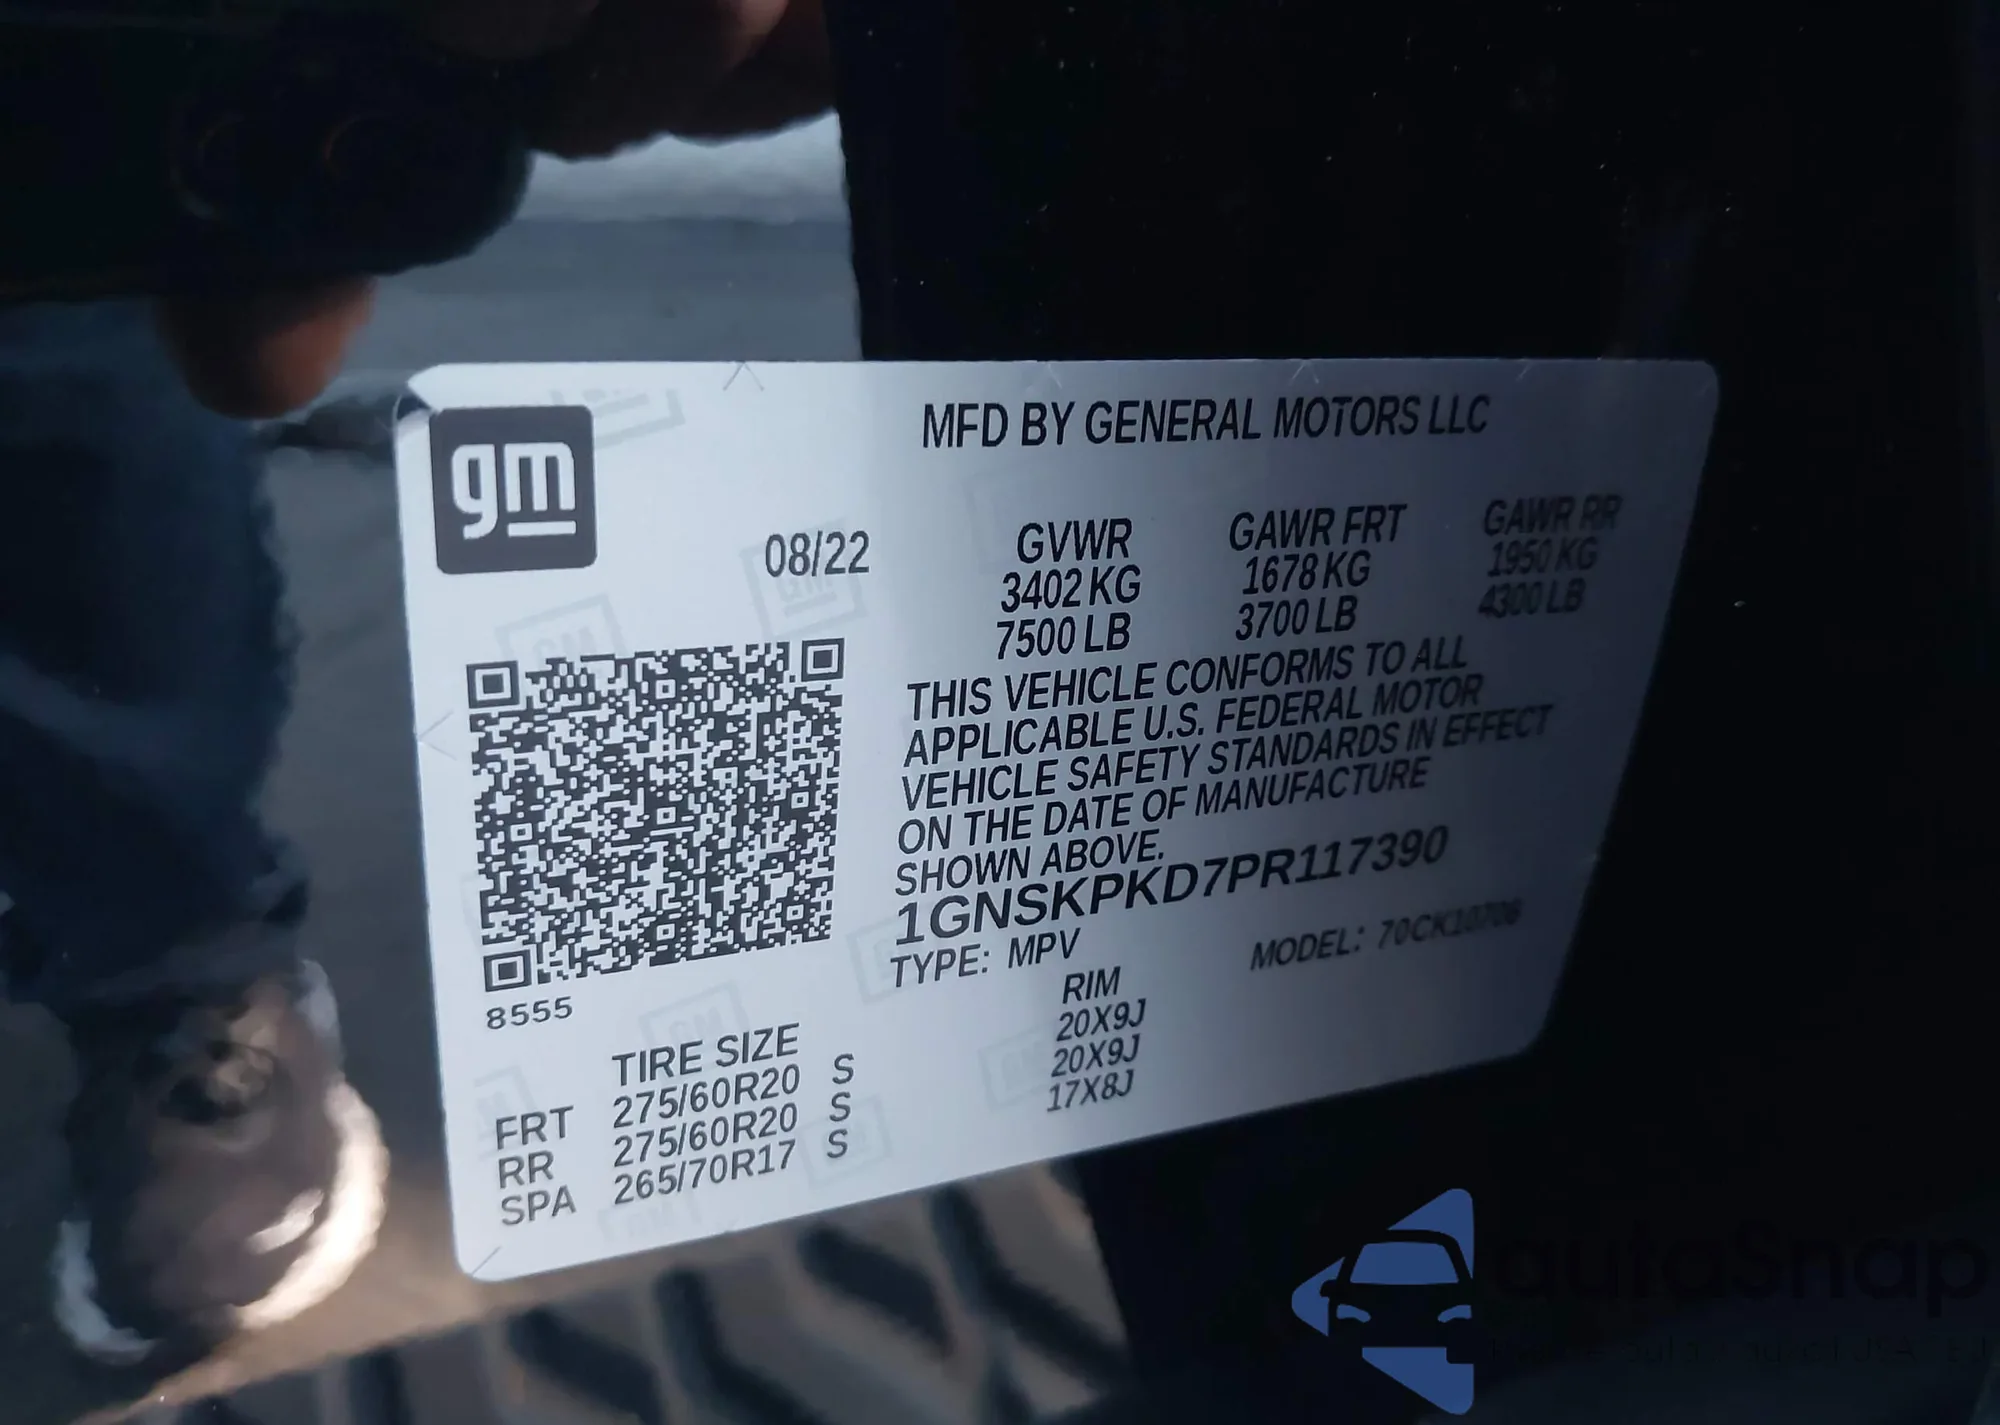 gm
MFD BY GENERAL MOTORS LLC
08/22 GVWR GAWR FRT GAWR RR
3402 KG 1678 KG 1950 KG
7500 LB 3700 LB 4300 LB
THIS VEHICLE CONFORMS TO ALL
APPLICABLE U.S. FEDERAL MOTOR
VEHICLE SAFETY STANDARDS IN EFFECT
ON THE DATE OF MANUFACTURE
SHOWN ABOVE.
1GNSKPKD7PR117390
TYPE: MPV MODEL: 70CK10706
8555
TIRE SIZE RIM
FRT 275/60R20 S 20X9J
RR 275/60R20 S 20X9J
SPA 265/70R17 S 17X8J
autoSnap